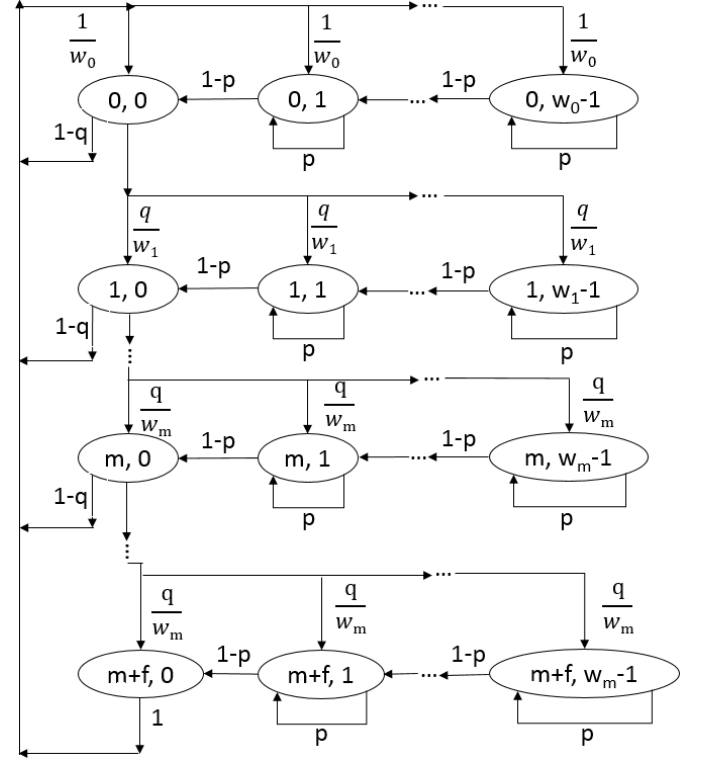 ...
1/w₀ 1/w₀ 1/w₀
1-p 1-p
0, 0 0, 1 ... 0, w₀-1
1-q
p p
...
q/w₁ q/w₁ q/w₁
1-p 1-p
1, 0 1, 1 ... 1, w₁-1
1-q
p p
...
...
q/wₘ q/wₘ q/wₘ
1-p 1-p
m, 0 m, 1 ... m, wₘ-1
1-q
p p
...
...
q/wₘ q/wₘ q/wₘ
1-p 1-p
m+f, 0 m+f, 1 ... m+f, wₘ-1
1
p p